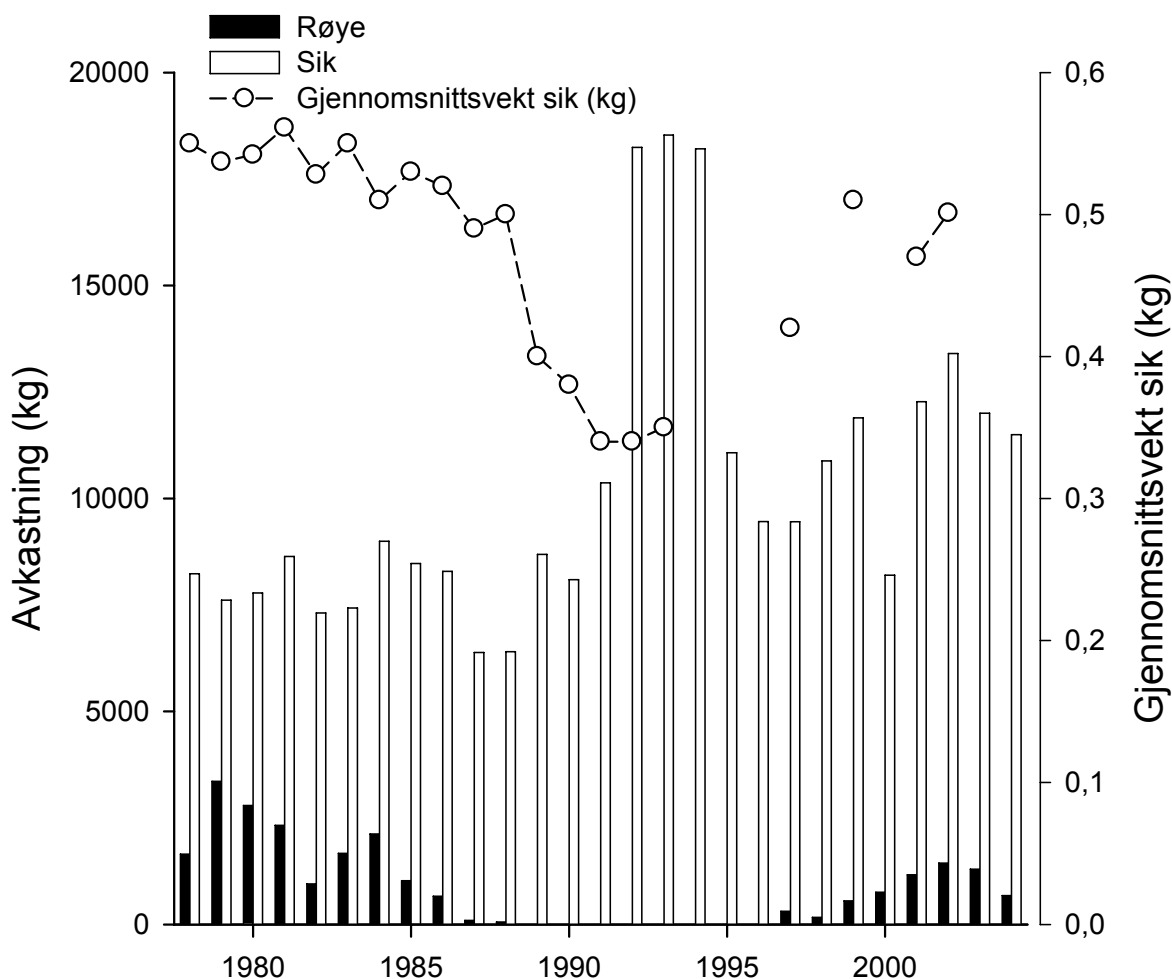 Røye
Sik
Gjennomsnittsvekt sik (kg)
20000
15000
10000
5000
0
Avkastning (kg)
0,6
0,5
0,4
0,3
0,2
0,1
0,0
Gjennomsnittsvekt sik (kg)
1980 1985 1990 1995 2000